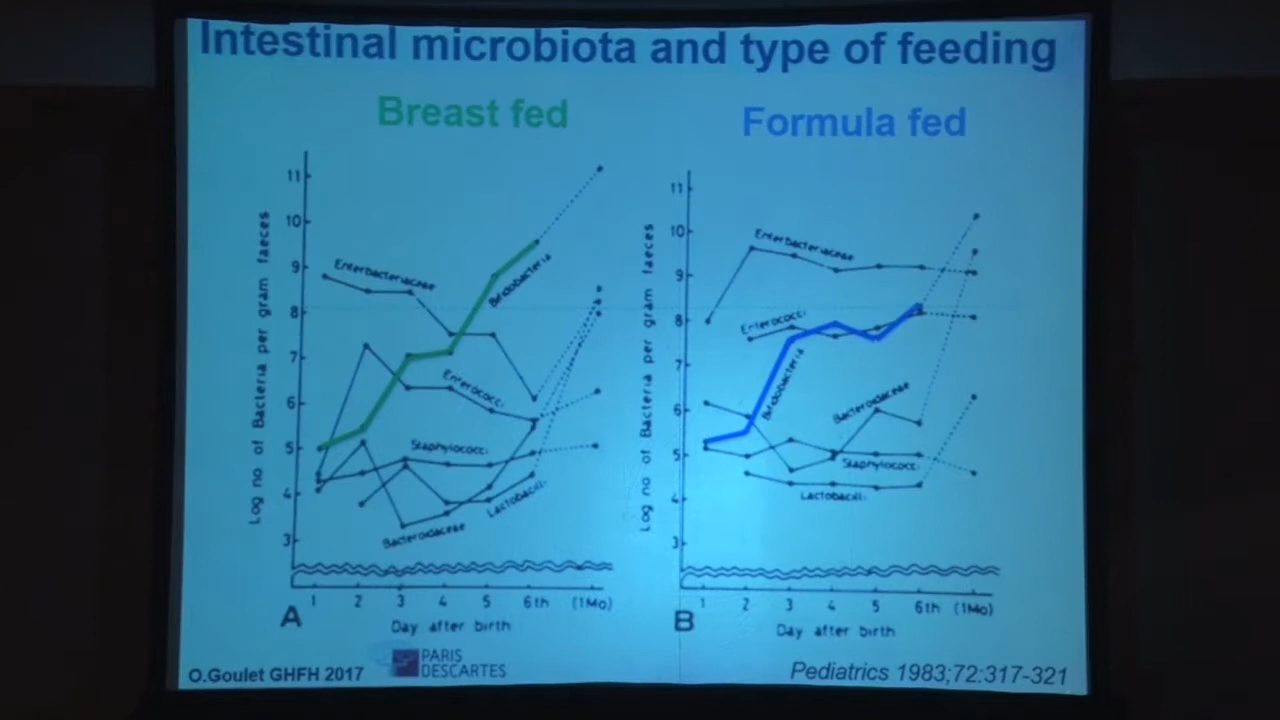 Intestinal microbiota and type of feeding
Breast fed
Formula fed
Log no of Bacteria per gram faeces
11
10
9
8
7
6
5
4
3
Enterbacteriaceae
Bifidobacteria
Enterococci
Staphylococci
Lactobacilli
Bacteroidaceae
1 2 3 4 5 6th (1Mo)
A
Day after birth
Log no of Bacteria per gram faeces
11
10
9
8
7
6
5
4
3
Enterbacteriaceae
Enterococci
Bifidobacteria
Bacteroidaceae
Staphylococci
Lactobacilli
1 2 3 4 5 6th (1Mo)
B
Day after birth
O.Goulet GHFH 2017
PARIS
DESCARTES
Pediatrics 1983;72:317-321